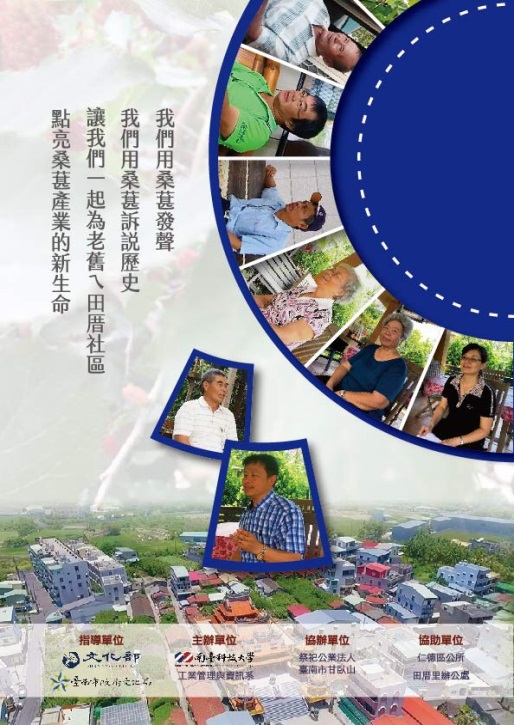 我們用桑葚發聲
我們用桑葚訴說歷史
讓我們一起為老舊ㄟ田厝社區
點亮桑葚產業的新生命
指導單位
文化部
臺南市政府文化局
主辦單位
南臺科技大學
工業管理與資訊系
協辦單位
祭祀公業法人
臺南市甘臥山
協助單位
仁德區公所
田厝里辦公處